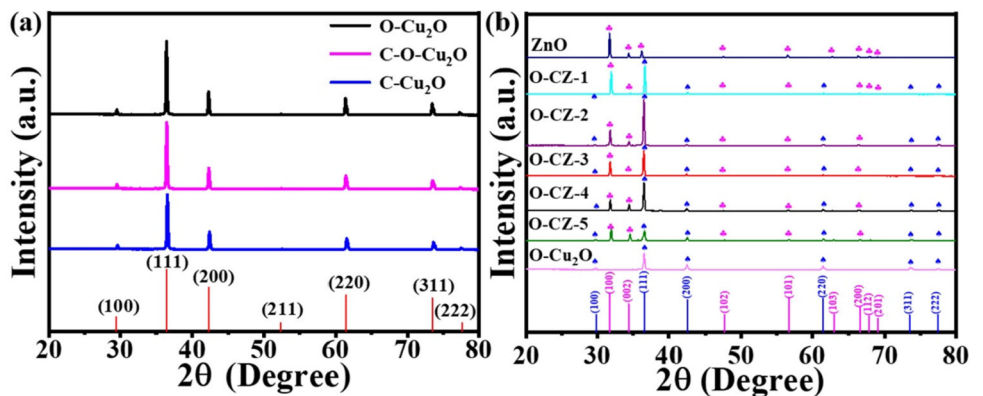 (a)
O-Cu₂O
C-O-Cu₂O
C-Cu₂O
Intensity (a.u.)
(100)
(111)
(200)
(211)
(220)
(311)
(222)
20 30 40 50 60 70 80
2θ (Degree)
(b)
ZnO
O-CZ-1
O-CZ-2
O-CZ-3
O-CZ-4
O-CZ-5
O-Cu₂O
Intensity (a.u.)
(100)
(100)
(002)
(111)
(200)
(102)
(101)
(220)
(103)
(200)
(112)
(201)
(311)
(222)
20 30 40 50 60 70 80
2θ (Degree)